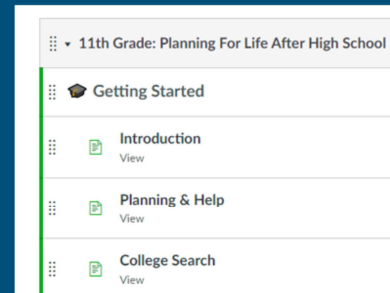 11th Grade: Planning For Life After High School
Getting Started
Introduction
View
Planning & Help
View
College Search
View